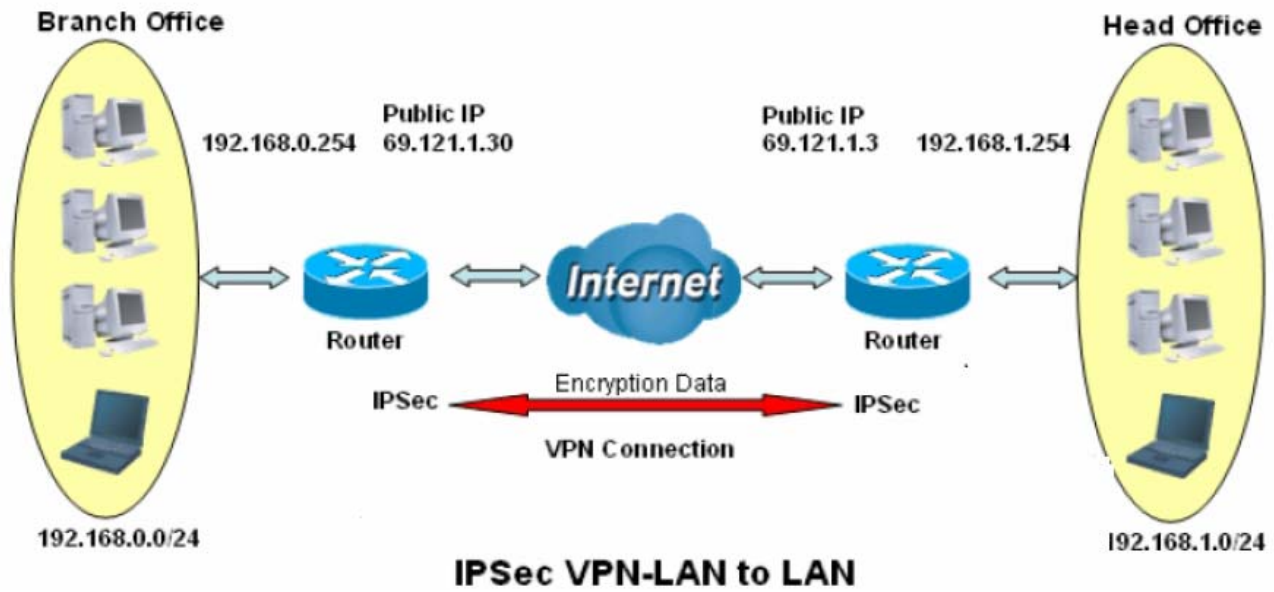 Branch Office
Head Office
Public IP
192.168.0.254 69.121.1.30
Public IP
69.121.1.3 192.168.1.254
Internet
Router
Router
Encryption Data
IPSec
IPSec
VPN Connection
192.168.0.0/24
192.168.1.0/24
IPSec VPN-LAN to LAN